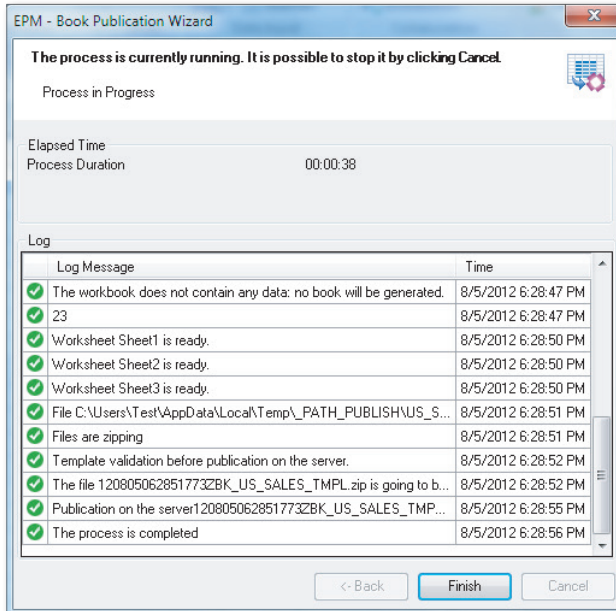 EPM - Book Publication Wizard
The process is currently running. It is possible to stop it by clicking Cancel.
Process in Progress
Elapsed Time
Process Duration 00:00:38
Log
Log Message Time
The workbook does not contain any data: no book will be generated. 8/5/2012 6:28:47 PM
23 8/5/2012 6:28:47 PM
Worksheet Sheet1 is ready. 8/5/2012 6:28:50 PM
Worksheet Sheet2 is ready. 8/5/2012 6:28:50 PM
Worksheet Sheet3 is ready. 8/5/2012 6:28:50 PM
File C:\Users\Test\AppData\Local\Temp\_PATH_PUBLISH\US_S... 8/5/2012 6:28:51 PM
Files are zipping 8/5/2012 6:28:51 PM
Template validation before publication on the server. 8/5/2012 6:28:52 PM
The file 120805062851773ZBK_US_SALES_TMPL.zip is going to b... 8/5/2012 6:28:52 PM
Publication on the server120805062851773ZBK_US_SALES_TMP... 8/5/2012 6:28:55 PM
The process is completed 8/5/2012 6:28:56 PM
<- Back Finish Cancel